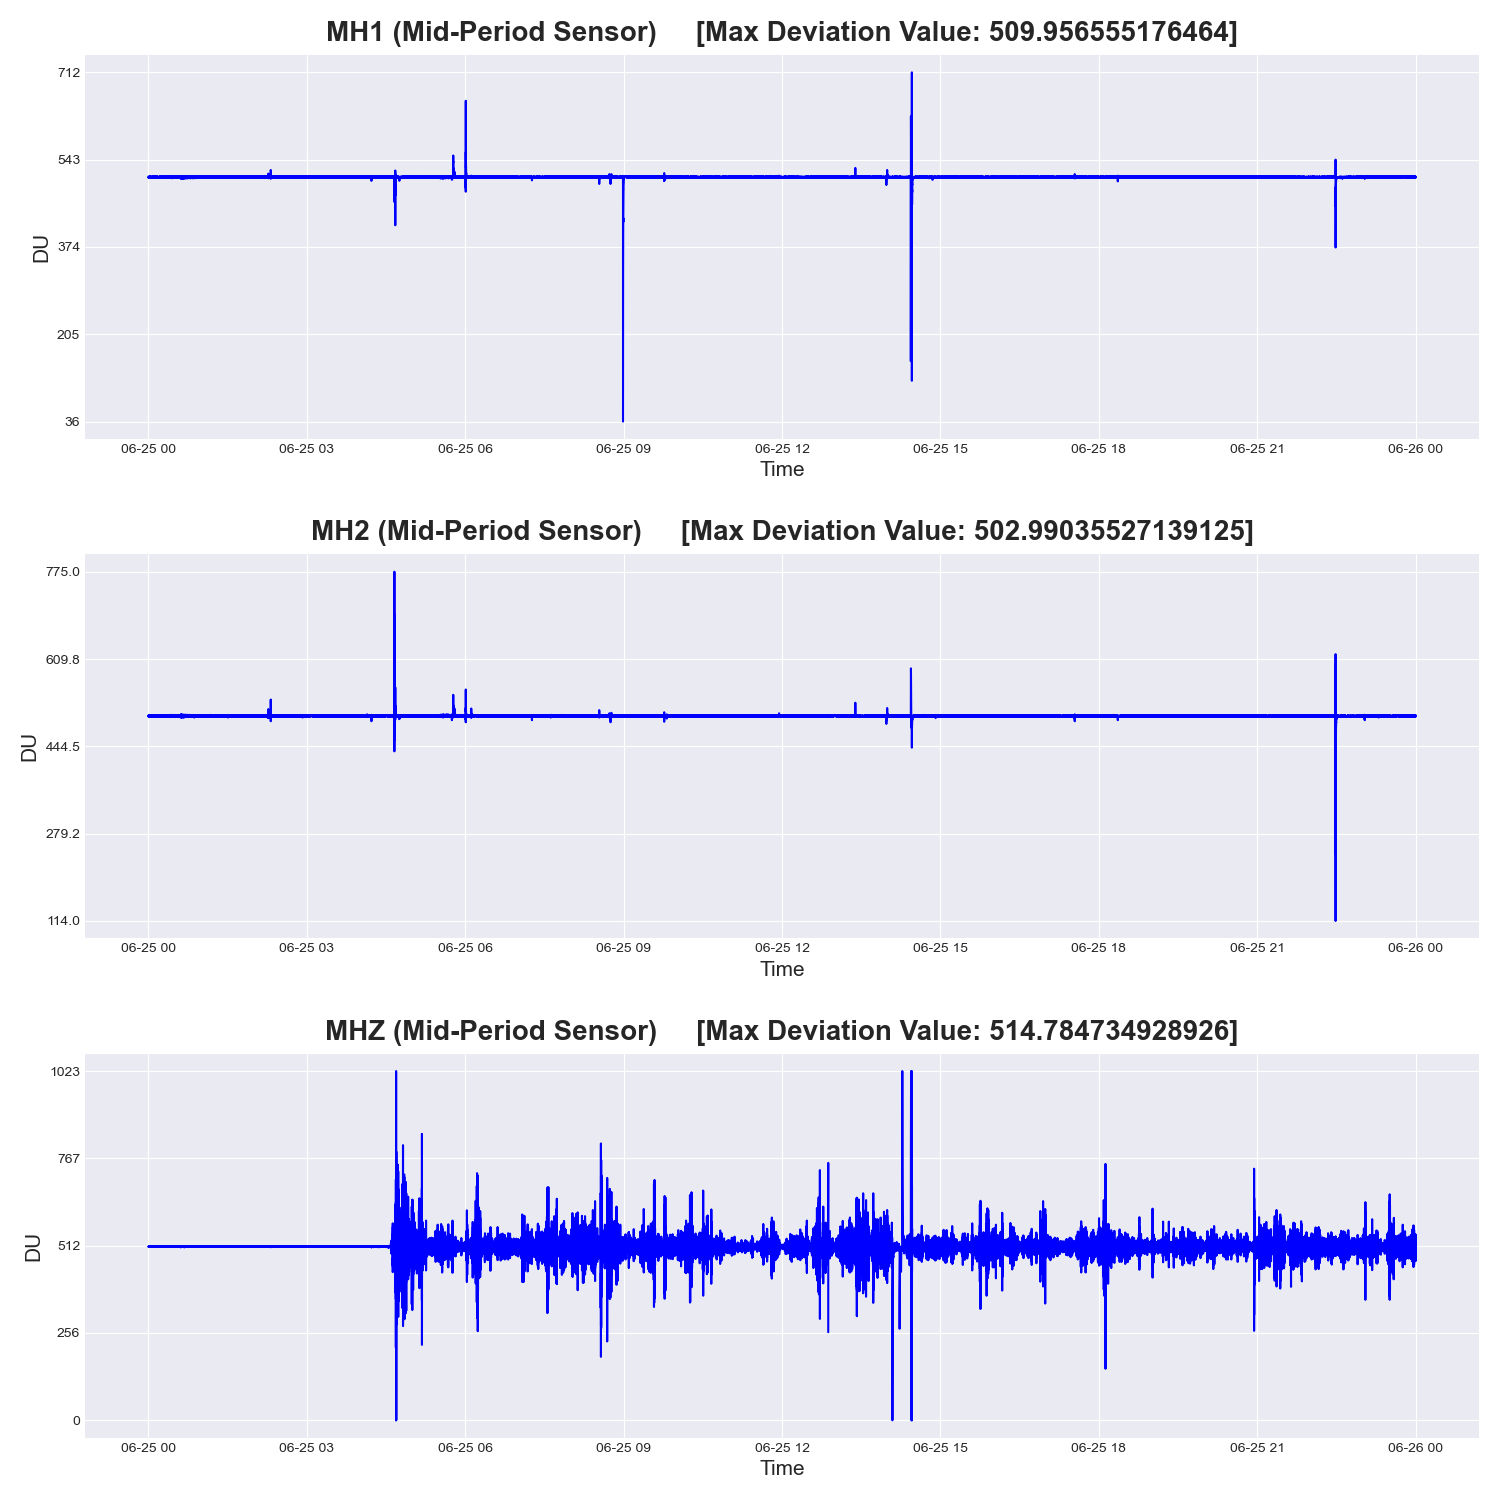 MH1 (Mid-Period Sensor) [Max Deviation Value: 509.956555176464]
712
543
374
205
36
DU
06-25 00 06-25 03 06-25 06 06-25 09 06-25 12 06-25 15 06-25 18 06-25 21 06-26 00
Time
MH2 (Mid-Period Sensor) [Max Deviation Value: 502.99035527139125]
775.0
609.8
444.5
279.2
114.0
DU
06-25 00 06-25 03 06-25 06 06-25 09 06-25 12 06-25 15 06-25 18 06-25 21 06-26 00
Time
MHZ (Mid-Period Sensor) [Max Deviation Value: 514.784734928926]
1023
767
512
256
0
DU
06-25 00 06-25 03 06-25 06 06-25 09 06-25 12 06-25 15 06-25 18 06-25 21 06-26 00
Time